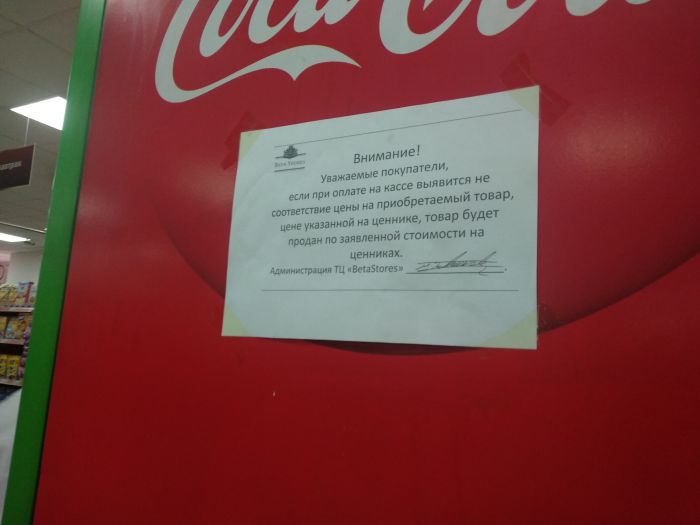 Coca-Cola
завтрак
BETA STORES
Внимание!
Уважаемые покупатели,
если при оплате на кассе выявится не
соответствие цены на приобретаемый товар,
цене указанной на ценнике, товар будет
продан по заявленной стоимости на
ценниках.
Администрация ТЦ «BetaStores»